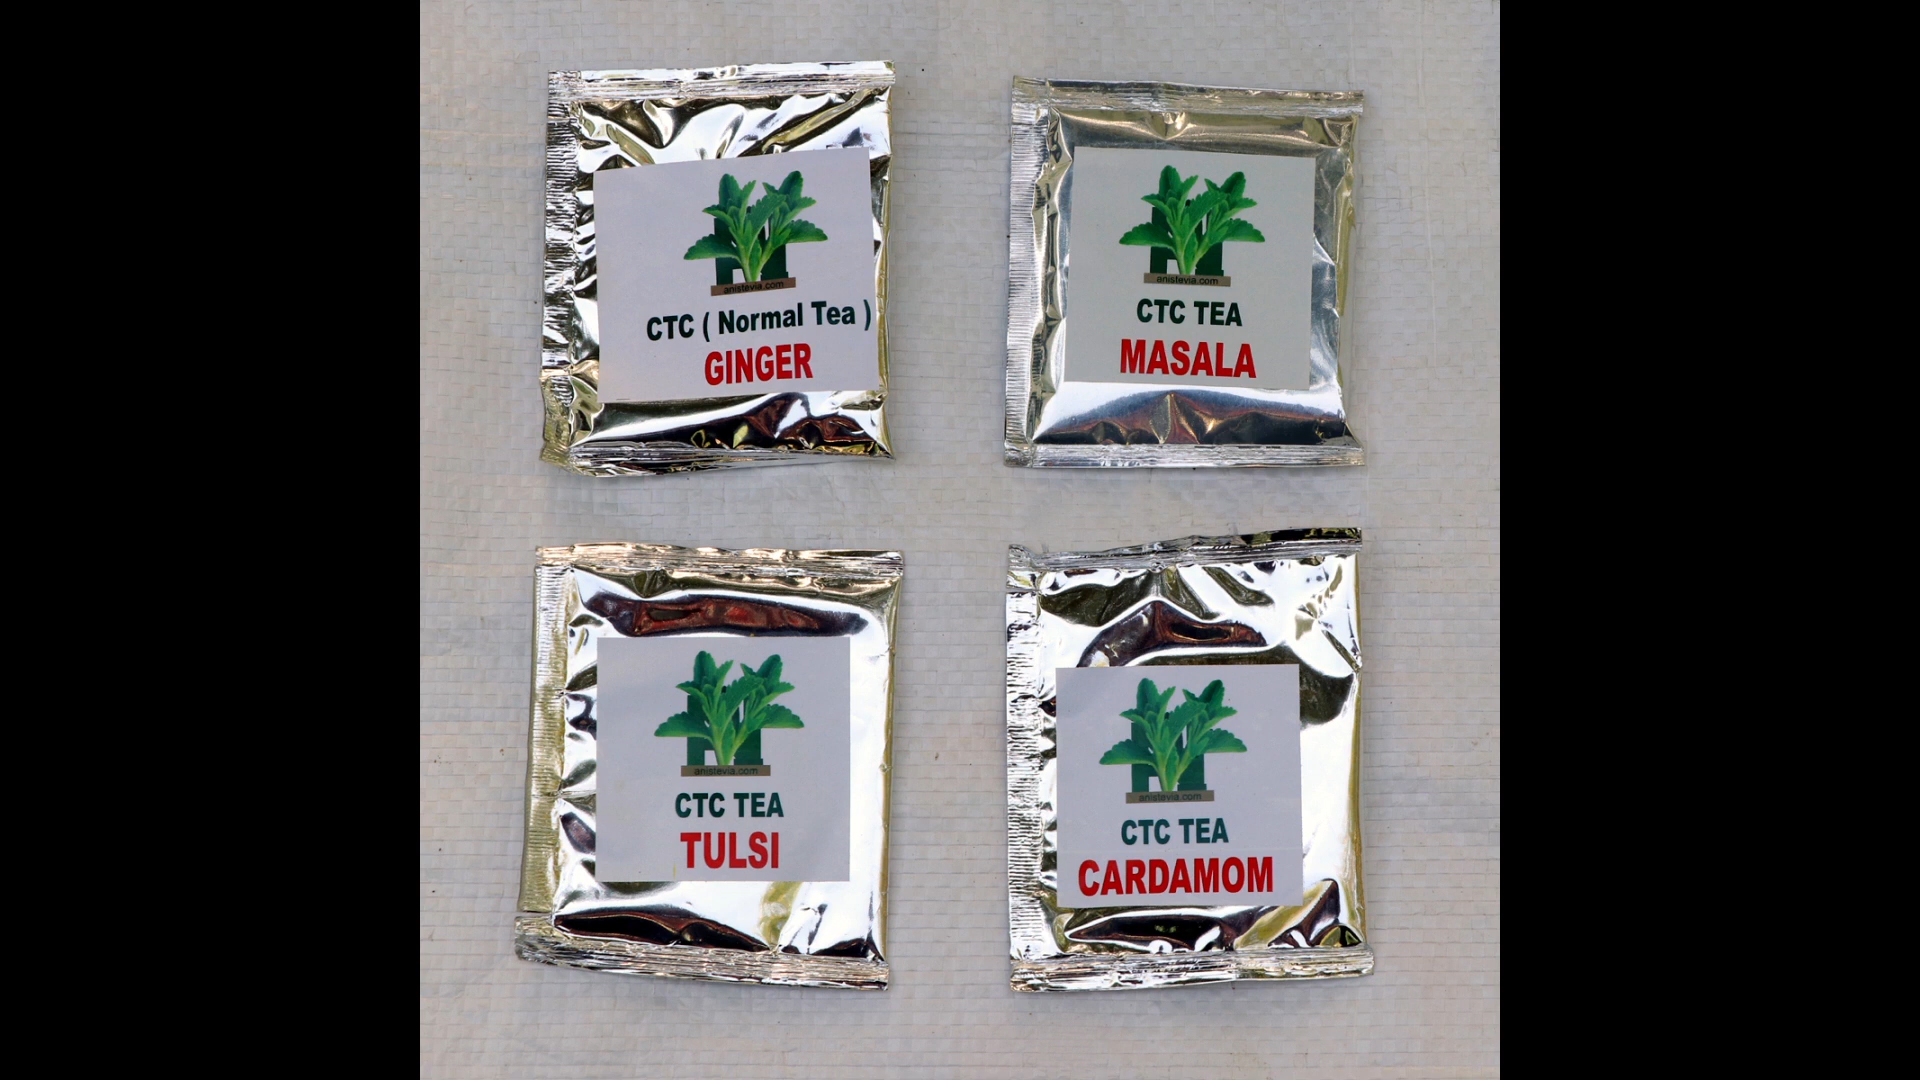 anistevia.com
CTC ( Normal Tea )
GINGER
anistevia.com
CTC TEA
MASALA
anistevia.com
CTC TEA
TULSI
anistevia.com
CTC TEA
CARDAMOM